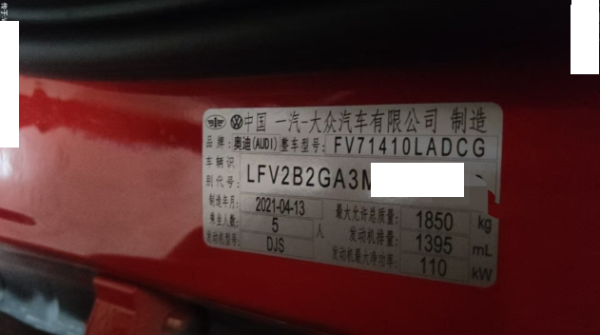 中国 一汽-大众汽车有限公司 制造
品牌: 奥迪(AUDI) 整车型号: FV71410LADCG
车辆识别代号: LFV2B2GA3
制造年月: 2021-04-13 最大允许总质量: 1850 kg
乘坐人数: 5 人 发动机排量: 1395 mL
发动机型号: DJS 发动机最大净功率: 110 kW